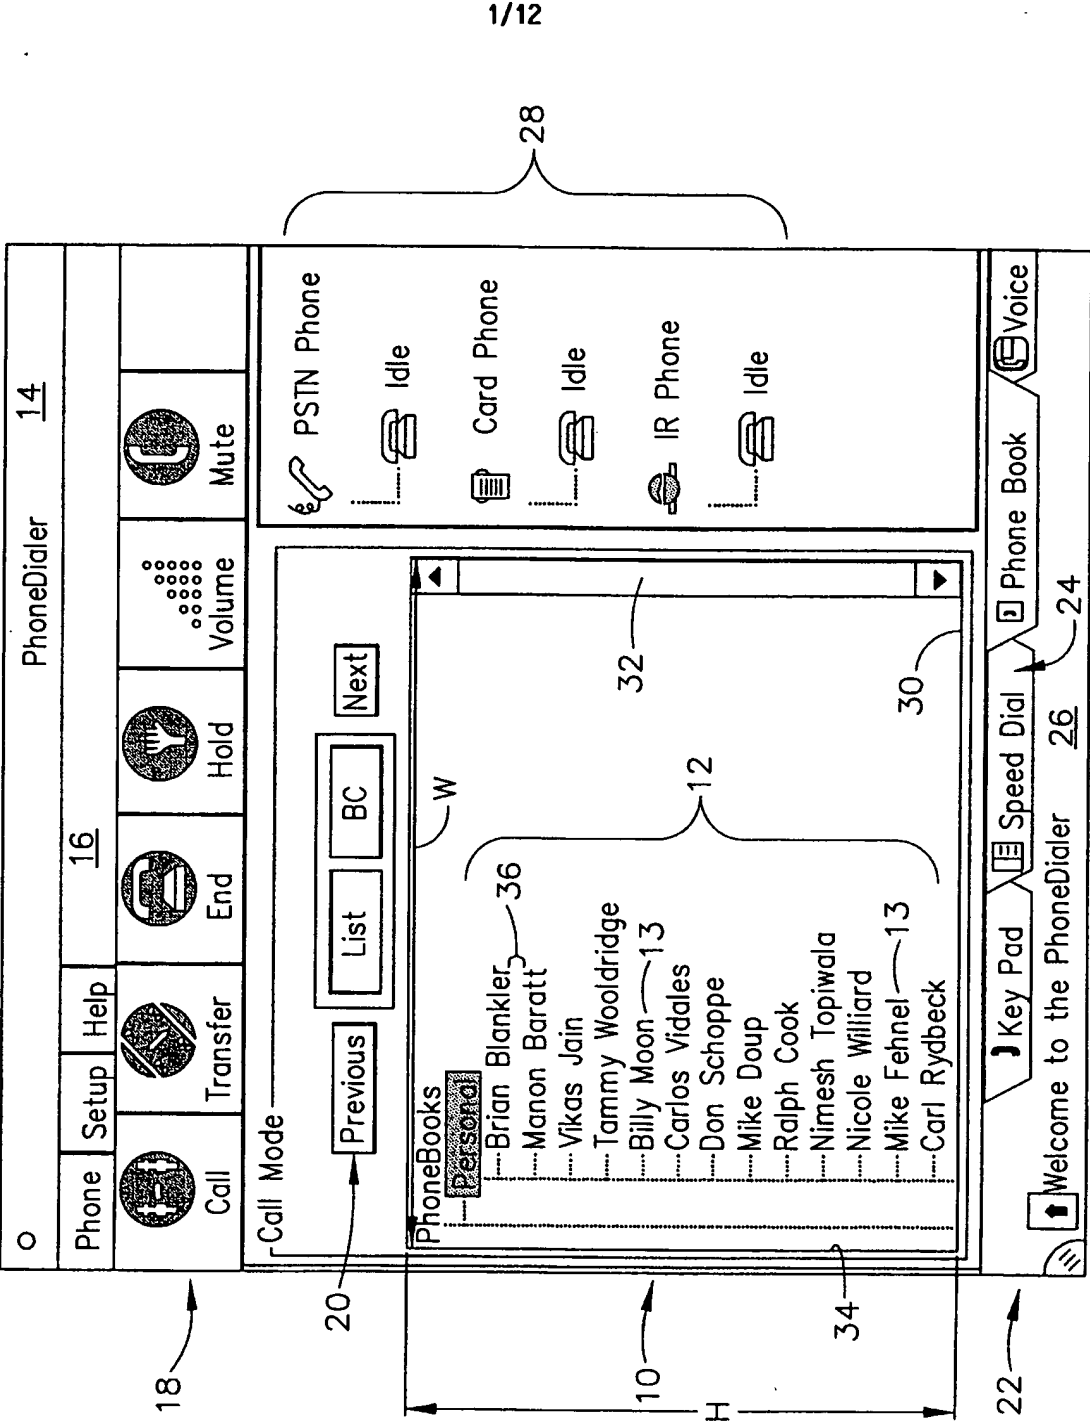 1/12
PhoneDialer
14
Phone
Setup
Help
16
Call
Transfer
End
Hold
Volume
Mute
18
Call Mode
20
Previous
List
BC
Next
W
PhoneBooks
Personal
Brian Blankler
Manon Baratt
Vikas Jain
Tammy Wooldridge
Billy Moon
Carlos Vidales
Don Schoppe
Mike Doup
Ralph Cook
Nimesh Topiwala
Nicole Williard
Mike Fehnel
Carl Rydbeck
36
13
13
12
32
30
34
10
H
PSTN Phone
Idle
Card Phone
Idle
IR Phone
Idle
28
Key Pad
Speed Dial
Phone Book
Voice
24
Welcome to the PhoneDialer
26
22